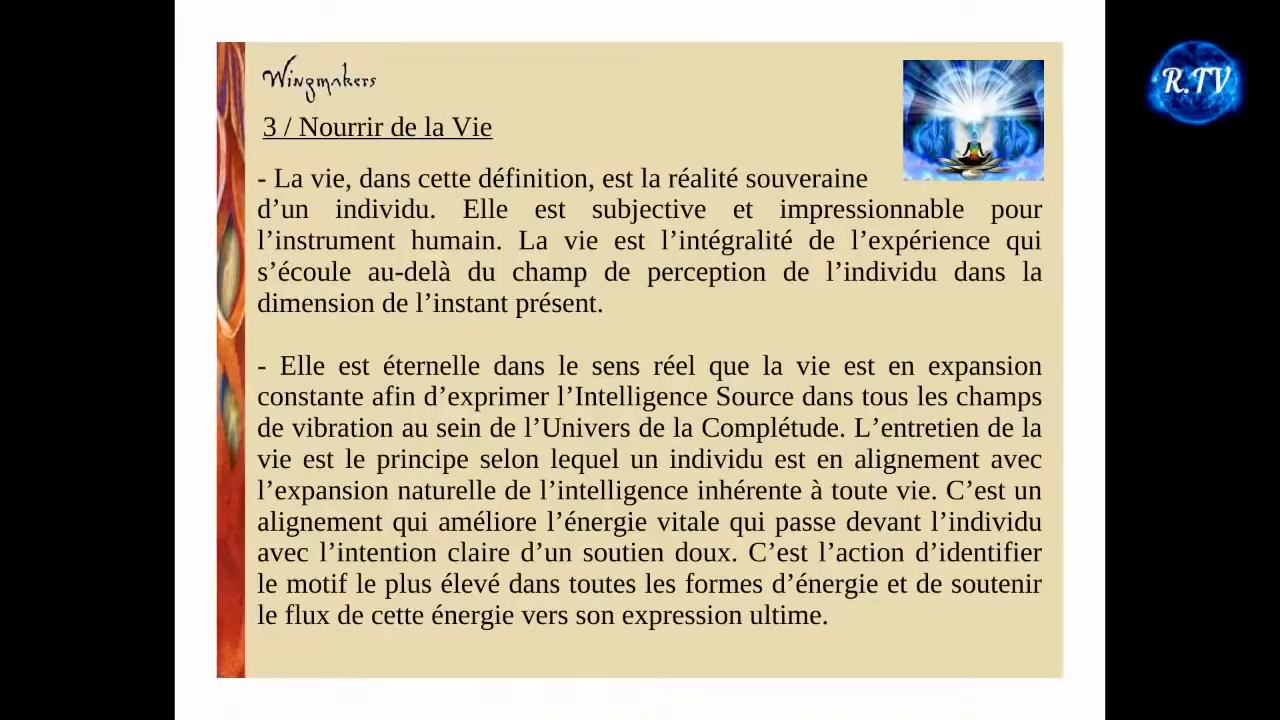 Wingmakers
R.TV
3 / Nourrir de la Vie
- La vie, dans cette définition, est la réalité souveraine
d’un individu. Elle est subjective et impressionnable pour
l’instrument humain. La vie est l’intégralité de l’expérience qui
s’écoule au-delà du champ de perception de l’individu dans la
dimension de l’instant présent.
- Elle est éternelle dans le sens réel que la vie est en expansion
constante afin d’exprimer l’Intelligence Source dans tous les champs
de vibration au sein de l’Univers de la Complétude. L’entretien de la
vie est le principe selon lequel un individu est en alignement avec
l’expansion naturelle de l’intelligence inhérente à toute vie. C’est un
alignement qui améliore l’énergie vitale qui passe devant l’individu
avec l’intention claire d’un soutien doux. C’est l’action d’identifier
le motif le plus élevé dans toutes les formes d’énergie et de soutenir
le flux de cette énergie vers son expression ultime.